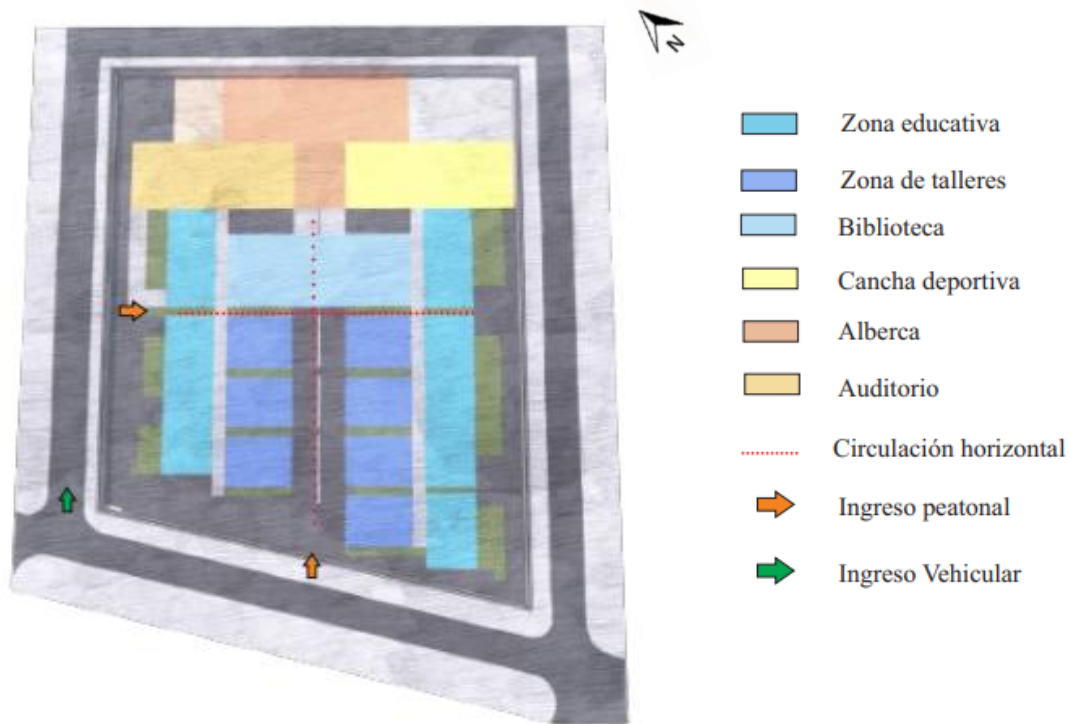 N
Zona educativa
Zona de talleres
Biblioteca
Cancha deportiva
Alberca
Auditorio
Circulación horizontal
Ingreso peatonal
Ingreso Vehicular